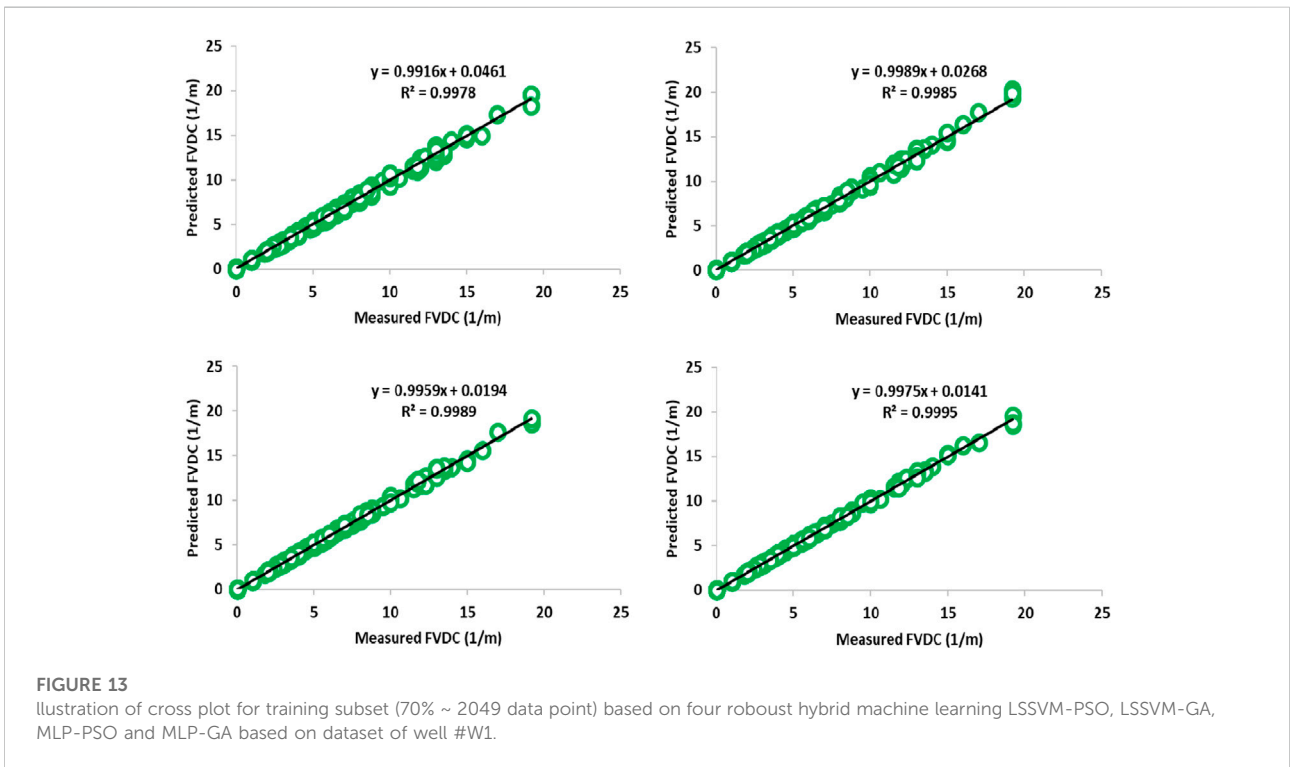 25
20
15
10
5
0
Predicted FVDC (1/m)
y = 0.9916x + 0.0461
R² = 0.9978
0 5 10 15 20 25
Measured FVDC (1/m)
25
20
15
10
5
0
Predicted FVDC (1/m)
y = 0.9989x + 0.0268
R² = 0.9985
0 5 10 15 20 25
Measured FVDC (1/m)
25
20
15
10
5
0
Predicted FVDC (1/m)
y = 0.9959x + 0.0194
R² = 0.9989
0 5 10 15 20 25
Measured FVDC (1/m)
25
20
15
10
5
0
Predicted FVDC (1/m)
y = 0.9975x + 0.0141
R² = 0.9995
0 5 10 15 20 25
Measured FVDC (1/m)
FIGURE 13
llustration of cross plot for training subset (70% ~ 2049 data point) based on four roboust hybrid machine learning LSSVM-PSO, LSSVM-GA,
MLP-PSO and MLP-GA based on dataset of well #W1.